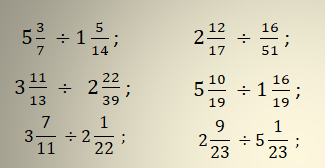 5 3/7 ÷ 1 5/14 ; 2 12/17 ÷ 16/51 ;
3 11/13 ÷ 2 22/39 ; 5 10/19 ÷ 1 16/19 ;
3 7/11 ÷ 2 1/22 ; 2 9/23 ÷ 5 1/23 ;